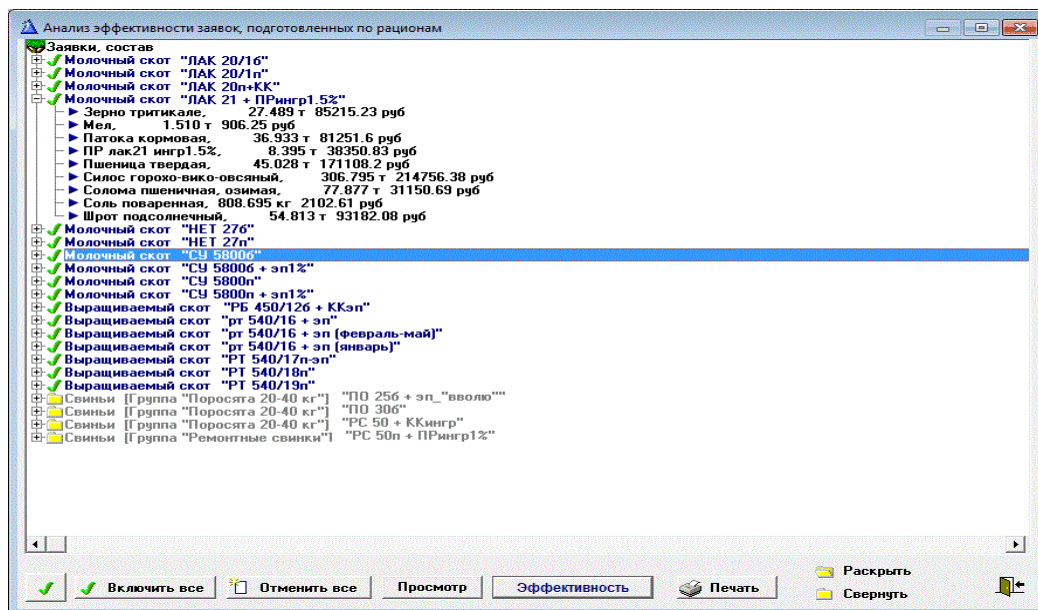 Анализ эффективности заявок, подготовленных по рационам
Заявки, состав
Молочный скот "ЛАК 20/1б"
Молочный скот "ЛАК 20/1п"
Молочный скот "ЛАК 20п+КК"
Молочный скот "ЛАК 21 + ПРингр1.5%"
Зерно тритикале, 27.489 т 85215.23 руб
Мел, 1.510 т 906.25 руб
Патока кормовая, 36.933 т 81251.6 руб
ПР лак21 ингр1.5%, 8.395 т 38350.83 руб
Пшеница твердая, 45.028 т 171108.2 руб
Силос горохо-вико-овсяный, 306.795 т 214756.38 руб
Солома пшеничная, озимая, 77.877 т 31150.69 руб
Соль поваренная, 808.695 кг 2102.61 руб
Шрот подсолнечный, 54.813 т 93182.08 руб
Молочный скот "НЕТ 27б"
Молочный скот "НЕТ 27п"
Молочный скот "СУ 5800б"
Молочный скот "СУ 5800б + эп1%"
Молочный скот "СУ 5800п"
Молочный скот "СУ 5800п + эп1%"
Выращиваемый скот "РБ 450/12б + ККэп"
Выращиваемый скот "рт 540/16 + эп"
Выращиваемый скот "рт 540/16 + эп (февраль-май)"
Выращиваемый скот "рт 540/16 + эп (январь)"
Выращиваемый скот "РТ 540/17п-эп"
Выращиваемый скот "РТ 540/18п"
Выращиваемый скот "РТ 540/19п"
Свиньи [Группа "Поросята 20-40 кг"] "ПО 25б + эп_"вволю""
Свиньи [Группа "Поросята 20-40 кг"] "ПО 30б"
Свиньи [Группа "Поросята 20-40 кг"] "РС 50 + ККингр"
Свиньи [Группа "Ремонтные свинки"] "РС 50п + ПРингр1%"
Включить все Отменить все Просмотр Эффективность Печать Раскрыть
Свернуть